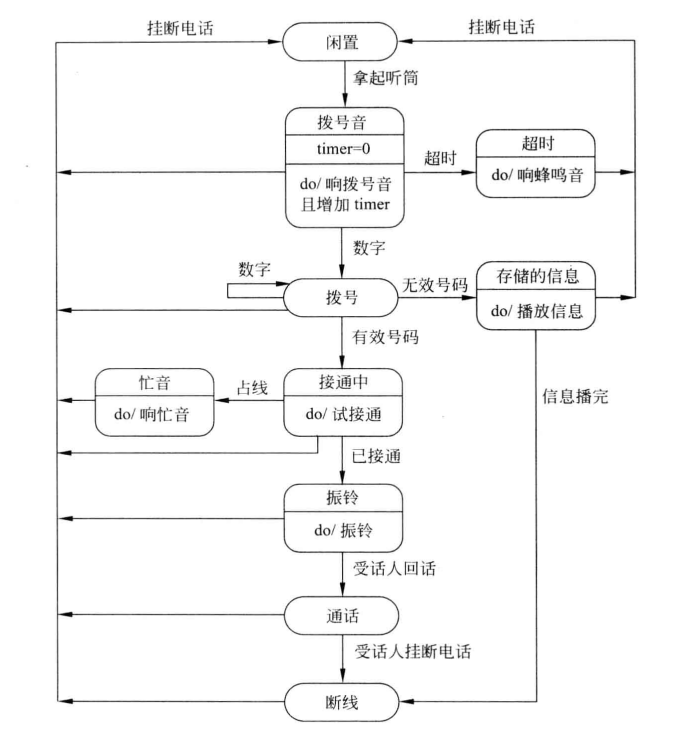 挂断电话
闲置
挂断电话
拿起听筒
拨号音
timer=0
do/ 响拨号音
且增加 timer
超时
超时
do/ 响蜂鸣音
数字
数字
拨号
无效号码
存储的信息
do/ 播放信息
有效号码
忙音
do/ 响忙音
占线
接通中
do/ 试接通
信息播完
已接通
振铃
do/ 振铃
受话人回话
通话
受话人挂断电话
断线